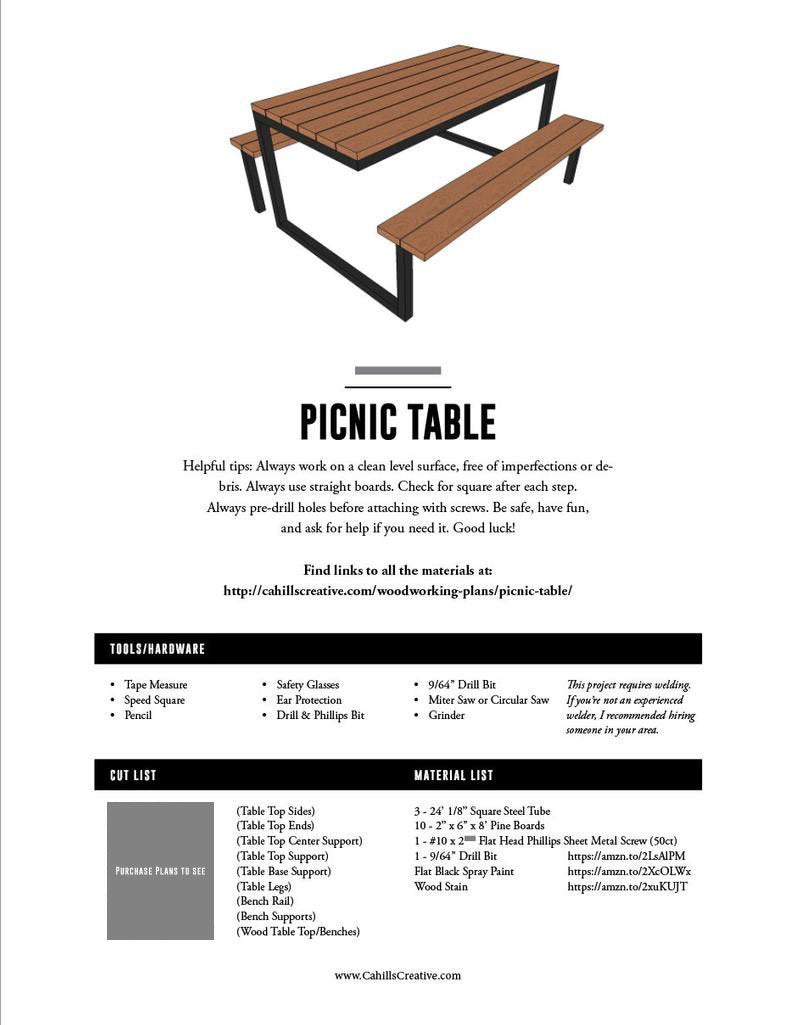 PICNIC TABLE
Helpful tips: Always work on a clean level surface, free of imperfections or de-
bris. Always use straight boards. Check for square after each step.
Always pre-drill holes before attaching with screws. Be safe, have fun,
and ask for help if you need it. Good luck!
Find links to all the materials at:
http://cahillscreative.com/woodworking-plans/picnic-table/
TOOLS/HARDWARE
• Tape Measure
• Speed Square
• Pencil
• Safety Glasses
• Ear Protection
• Drill & Phillips Bit
• 9/64” Drill Bit
• Miter Saw or Circular Saw
• Grinder
This project requires welding.
If you're not an experienced
welder, I recommended hiring
someone in your area.
CUT LIST
PURCHASE PLANS TO SEE
(Table Top Sides)
(Table Top Ends)
(Table Top Center Support)
(Table Top Support)
(Table Base Support)
(Table Legs)
(Bench Rail)
(Bench Supports)
(Wood Table Top/Benches)
MATERIAL LIST
3 - 24’ 1/8” Square Steel Tube
10 - 2” x 6” x 8’ Pine Boards
1 - #10 x 2 Flat Head Phillips Sheet Metal Screw (50ct)
1 - 9/64” Drill Bit https://amzn.to/2LsAlPM
Flat Black Spray Paint https://amzn.to/2XcOLWx
Wood Stain https://amzn.to/2xuKUJT
www.CahillsCreative.com